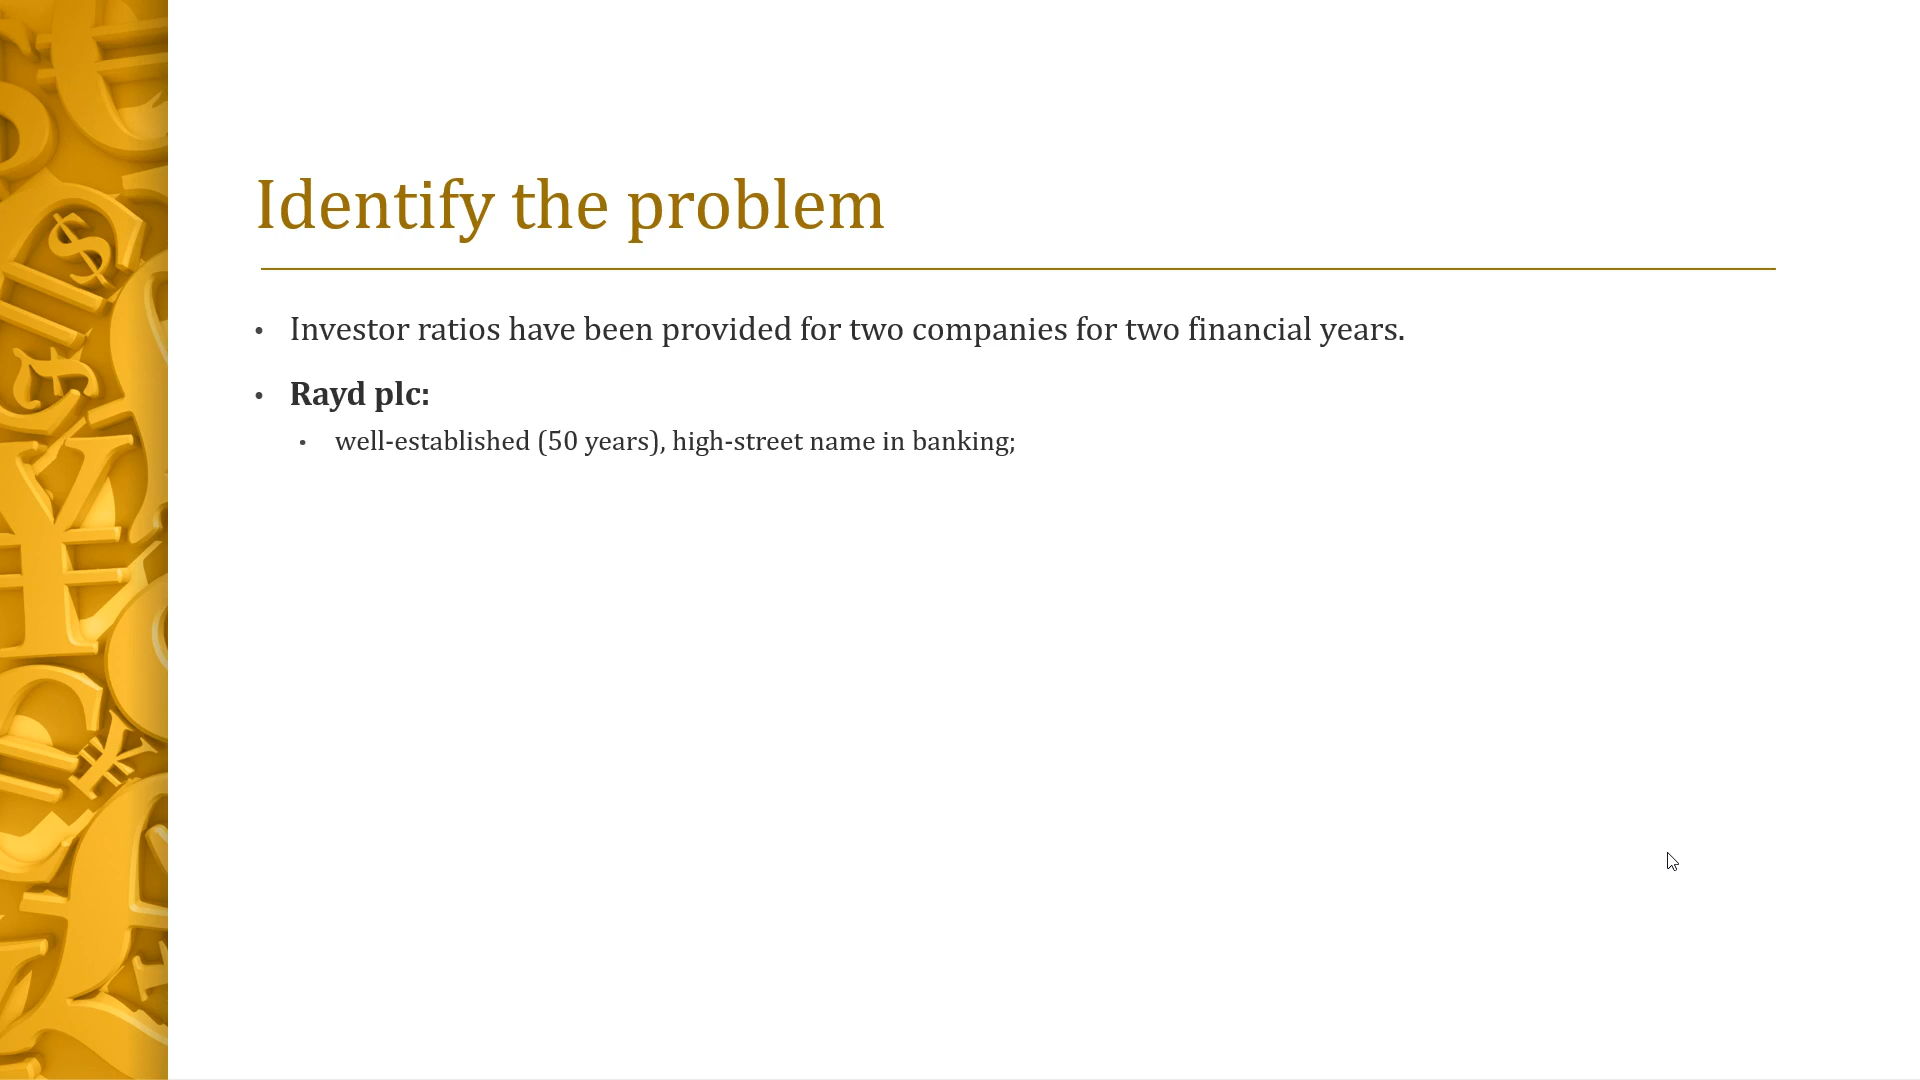 Identify the problem
• Investor ratios have been provided for two companies for two financial years.
• Rayd plc:
• well-established (50 years), high-street name in banking;